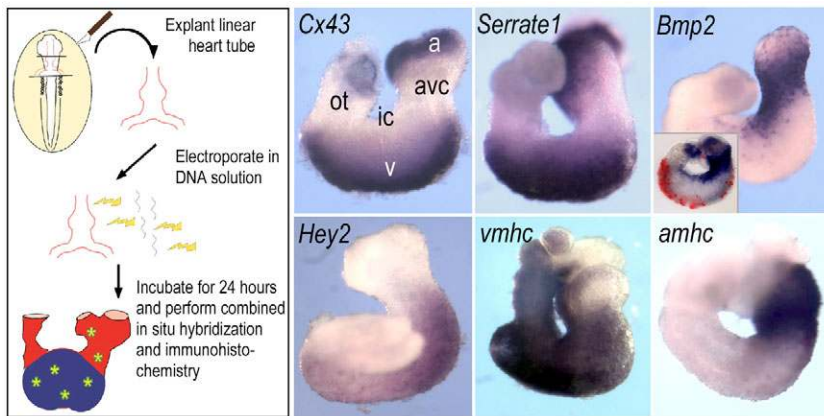 Explant linear
heart tube
Electroporate in
DNA solution
Incubate for 24 hours
and perform combined
in situ hybridization
and immunohisto-
chemistry
Cx43
a
ot
avc
ic
v
Serrate1
Bmp2
Hey2
vmhc
amhc